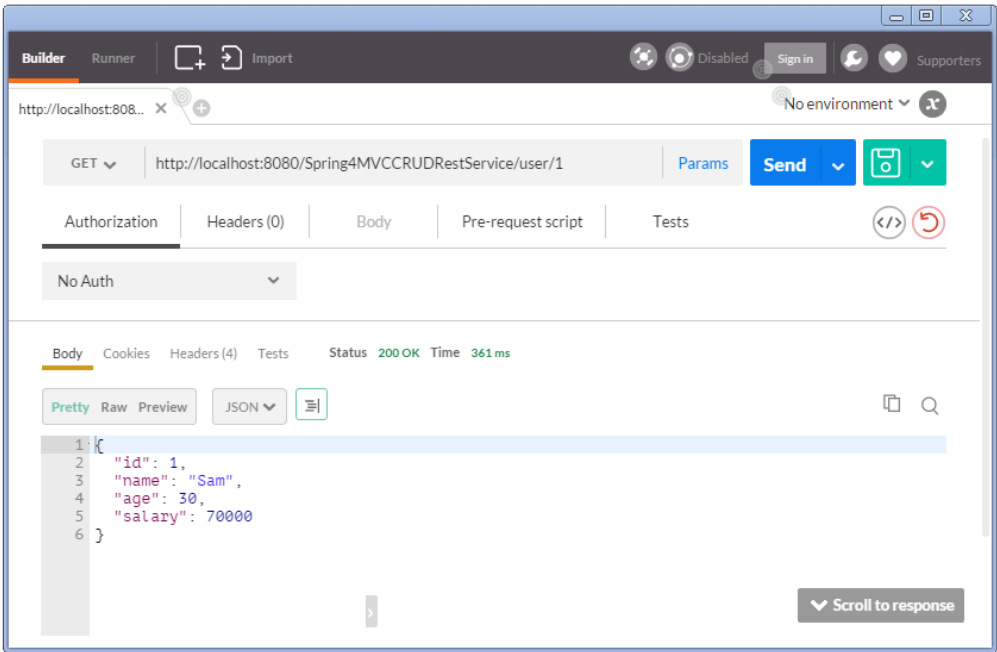 Builder Runner Import Disabled Sign in Supporters
http://localhost:808... No environment x
GET http://localhost:8080/Spring4MVCCRUDRestService/user/1 Params Send
Authorization Headers (0) Body Pre-request script Tests </>
No Auth
Body Cookies Headers (4) Tests Status 200 OK Time 361 ms
Pretty Raw Preview JSON
1 {
2 "id": 1,
3 "name": "Sam",
4 "age": 30,
5 "salary": 70000
6 }
Scroll to response